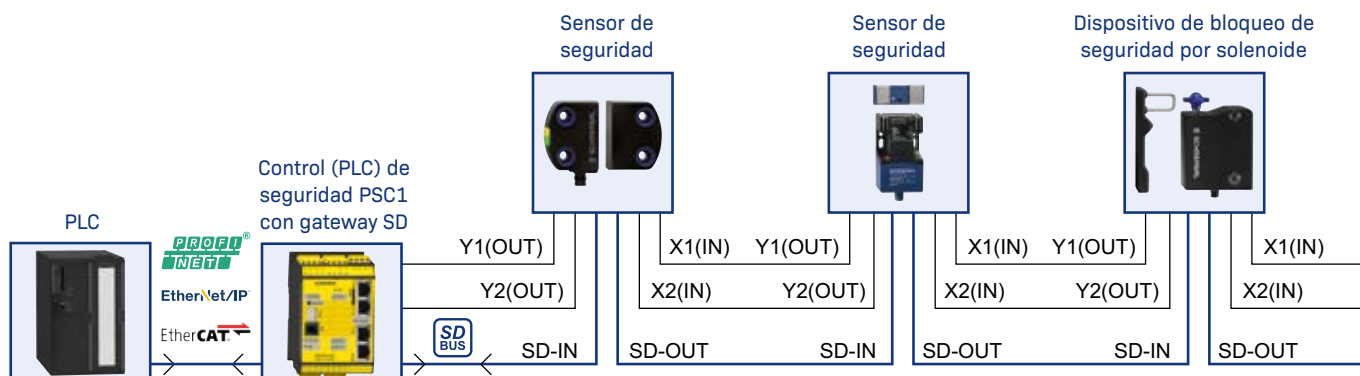 Sensor de
seguridad
Sensor de
seguridad
Dispositivo de bloqueo de
seguridad por solenoide
Control (PLC) de
seguridad PSC1
con gateway SD
PLC
PROFI®
NET
EtherNet/IP
EtherCAT
SD
BUS
Y1(OUT)
X1(IN)
Y1(OUT)
X1(IN)
Y1(OUT)
X1(IN)
Y2(OUT)
X2(IN)
Y2(OUT)
X2(IN)
Y2(OUT)
X2(IN)
SD-IN
SD-OUT
SD-IN
SD-OUT
SD-IN
SD-OUT